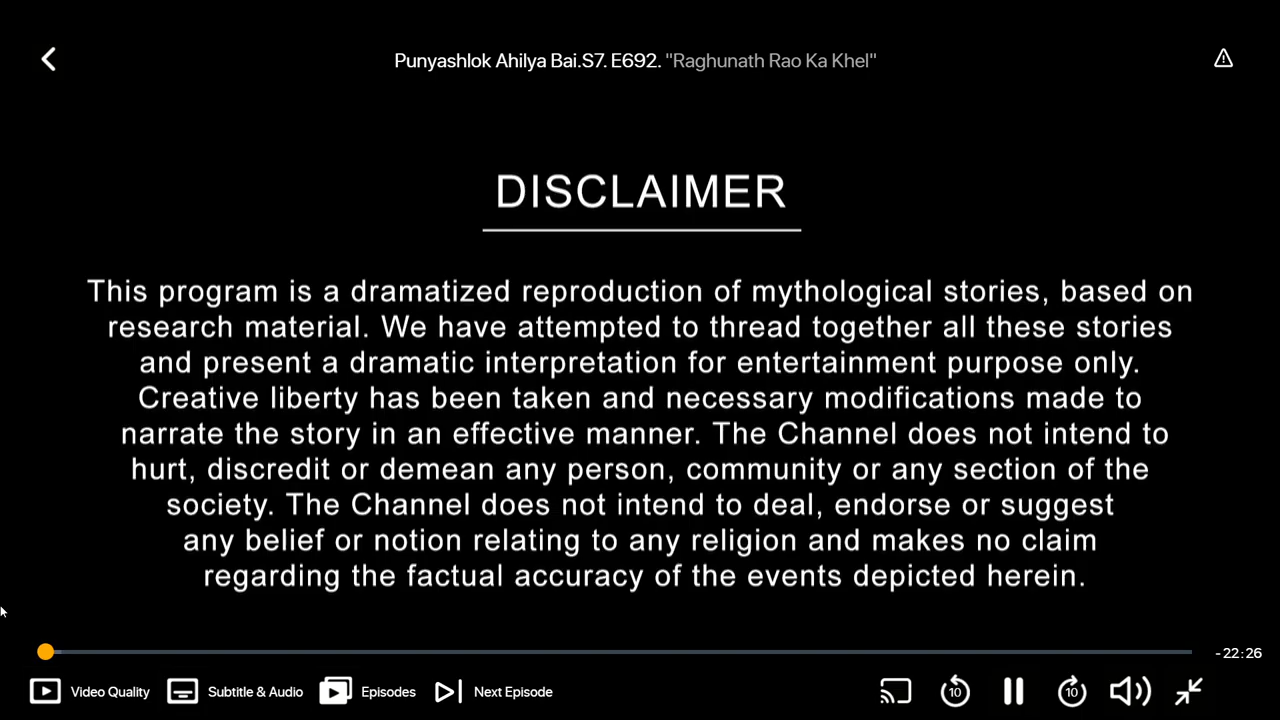 Punyashlok Ahilya Bai.S7. E692. "Raghunath Rao Ka Khel"
DISCLAIMER
This program is a dramatized reproduction of mythological stories, based on
research material. We have attempted to thread together all these stories
and present a dramatic interpretation for entertainment purpose only.
Creative liberty has been taken and necessary modifications made to
narrate the story in an effective manner. The Channel does not intend to
hurt, discredit or demean any person, community or any section of the
society. The Channel does not intend to deal, endorse or suggest
any belief or notion relating to any religion and makes no claim
regarding the factual accuracy of the events depicted herein.
-22:26
Video Quality Subtitle & Audio Episodes Next Episode 10 10